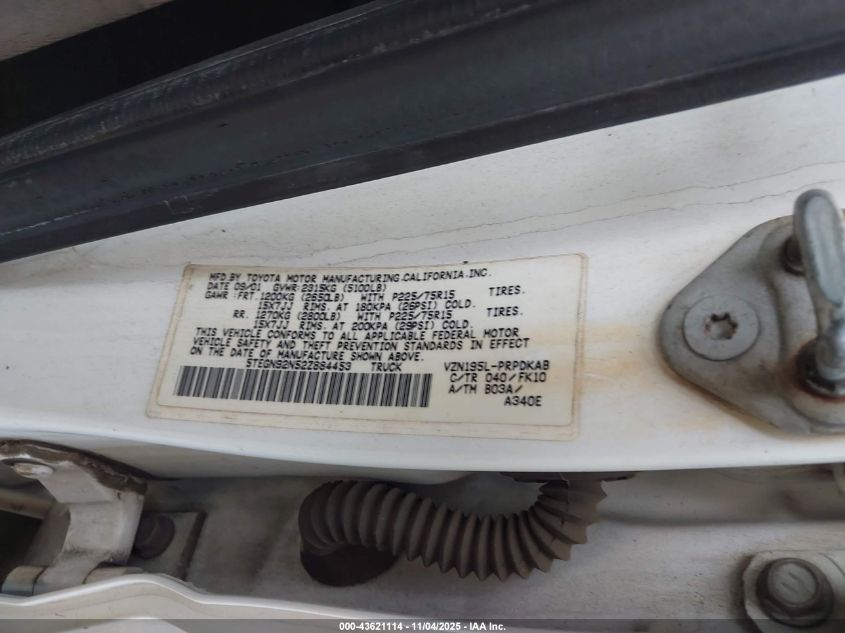 MFD.BY TOYOTA MOTOR MANUFACTURING.CALIFORNIA.INC.
DATE 09/01 GVWR 2315KG (5100LB)
GAWR : FRT. 1200KG (2650LB) WITH P225/75R15 TIRES.
15X7JJ RIMS. AT 180KPA (26PSI) COLD.
RR. 1270KG (2800LB) WITH P225/75R15 TIRES.
15X7JJ RIMS. AT 200KPA (29PSI) COLD.
THIS VEHICLE CONFORMS TO ALL APPLICABLE FEDERAL MOTOR
VEHICLE SAFETY AND THEFT PREVENTION STANDARDS IN EFFECT
ON THE DATE OF MANUFACTURE SHOWN ABOVE.
5TEGN92N52Z884453 TRUCK VZN195L-PRPDKAB
C/TR 040/FK10
A/TM B03A/
A340E
000-43621114 - 11/04/2025 - IAA Inc.